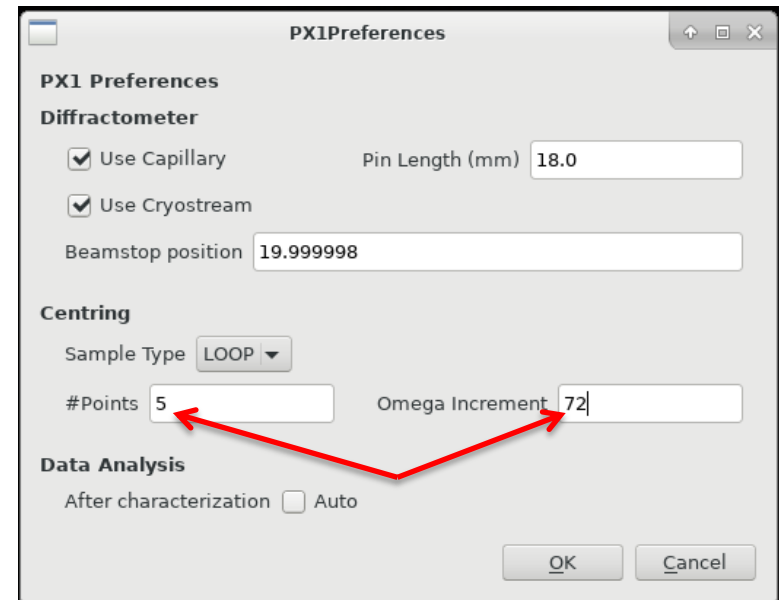 PX1Preferences
PX1 Preferences
Diffractometer
Use Capillary Pin Length (mm) 18.0
Use Cryostream
Beamstop position 19.999998
Centring
Sample Type LOOP
#Points 5 Omega Increment 72
Data Analysis
After characterization Auto
OK Cancel